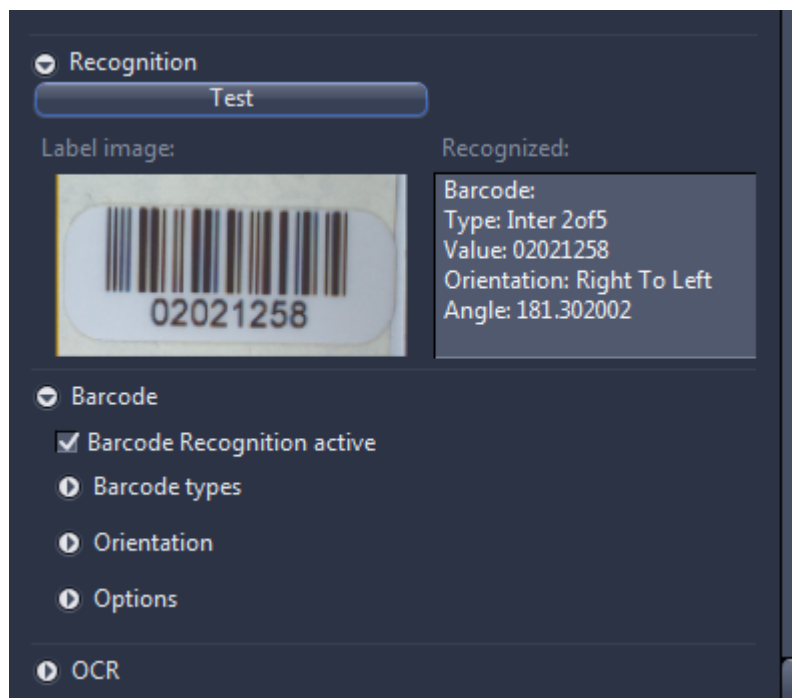 Recognition
Test
Label image:
Recognized:
02021258
Barcode:
Type: Inter 2of5
Value: 02021258
Orientation: Right To Left
Angle: 181.302002
Barcode
Barcode Recognition active
Barcode types
Orientation
Options
OCR